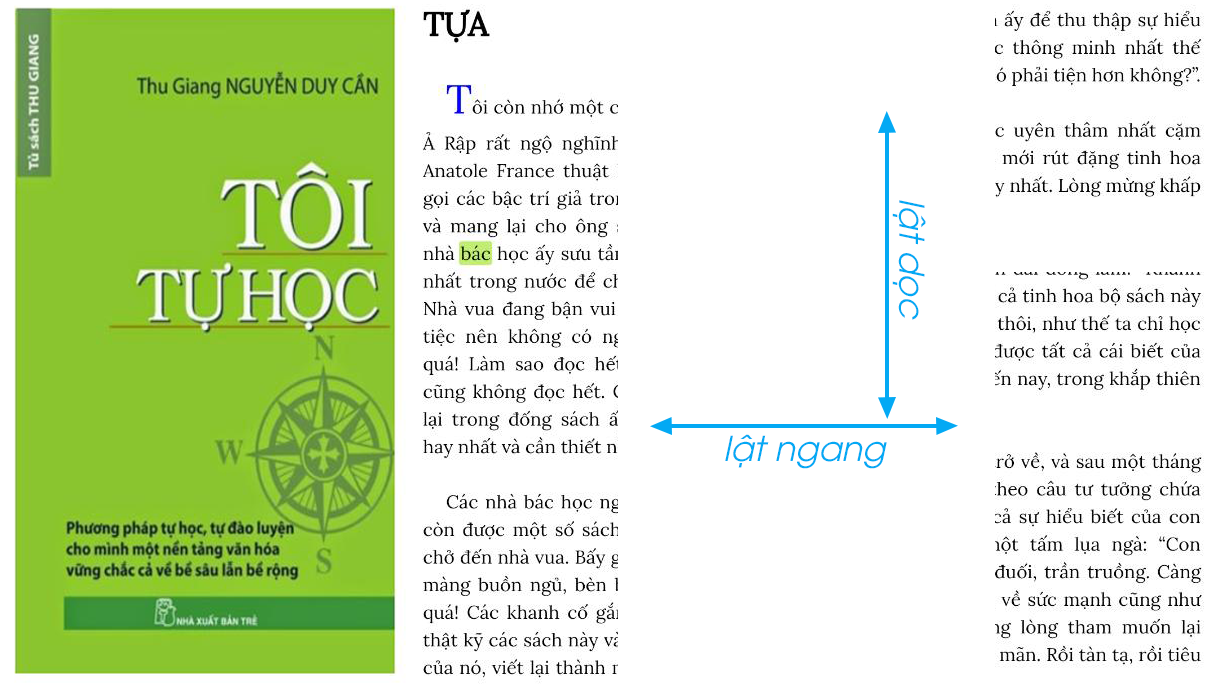 Tủ sách THU GIANG
Thu Giang NGUYỄN DUY CẦN
TÔI
TỰ HỌC
N
W
S
Phương pháp tự học, tự đào luyện
cho mình một nền tảng văn hóa
vững chắc cả về bề sâu lẫn bề rộng
NHÀ XUẤT BẢN TRẺ
TỰA
Tôi còn nhớ một c
Ả Rập rất ngộ nghĩnh
Anatole France thuật
gọi các bậc trí giả tro
và mang lại cho ông
nhà bác học ấy sưu tầ
nhất trong nước để ch
Nhà vua đang bận vui
tiệc nên không có ng
quá! Làm sao đọc hế
cũng không đọc hết.
lại trong đống sách ấ
hay nhất và cần thiết n
Các nhà bác học ng
còn được một số sách
chở đến nhà vua. Bấy g
màng buồn ngủ, bèn
quá! Các khanh cố gắ
thật kỹ các sách này và
của nó, viết lại thành
lật dọc
lật ngang
ấy để thu thập sự hiểu
c thông minh nhất thế
ó phải tiện hơn không?”.
c uyên thâm nhất cặm
mới rút đặng tinh hoa
y nhất. Lòng mừng khấp
cả tinh hoa bộ sách này
thôi, như thế ta chỉ học
được tất cả cái biết của
ến nay, trong khắp thiên
rở về, và sau một tháng
theo câu tư tưởng chứa
cả sự hiểu biết của con
một tấm lụa ngà: “Con
đuối, trần truồng. Càng
về sức mạnh cũng như
ng lòng tham muốn lại
mãn. Rồi tàn tạ, rồi tiêu